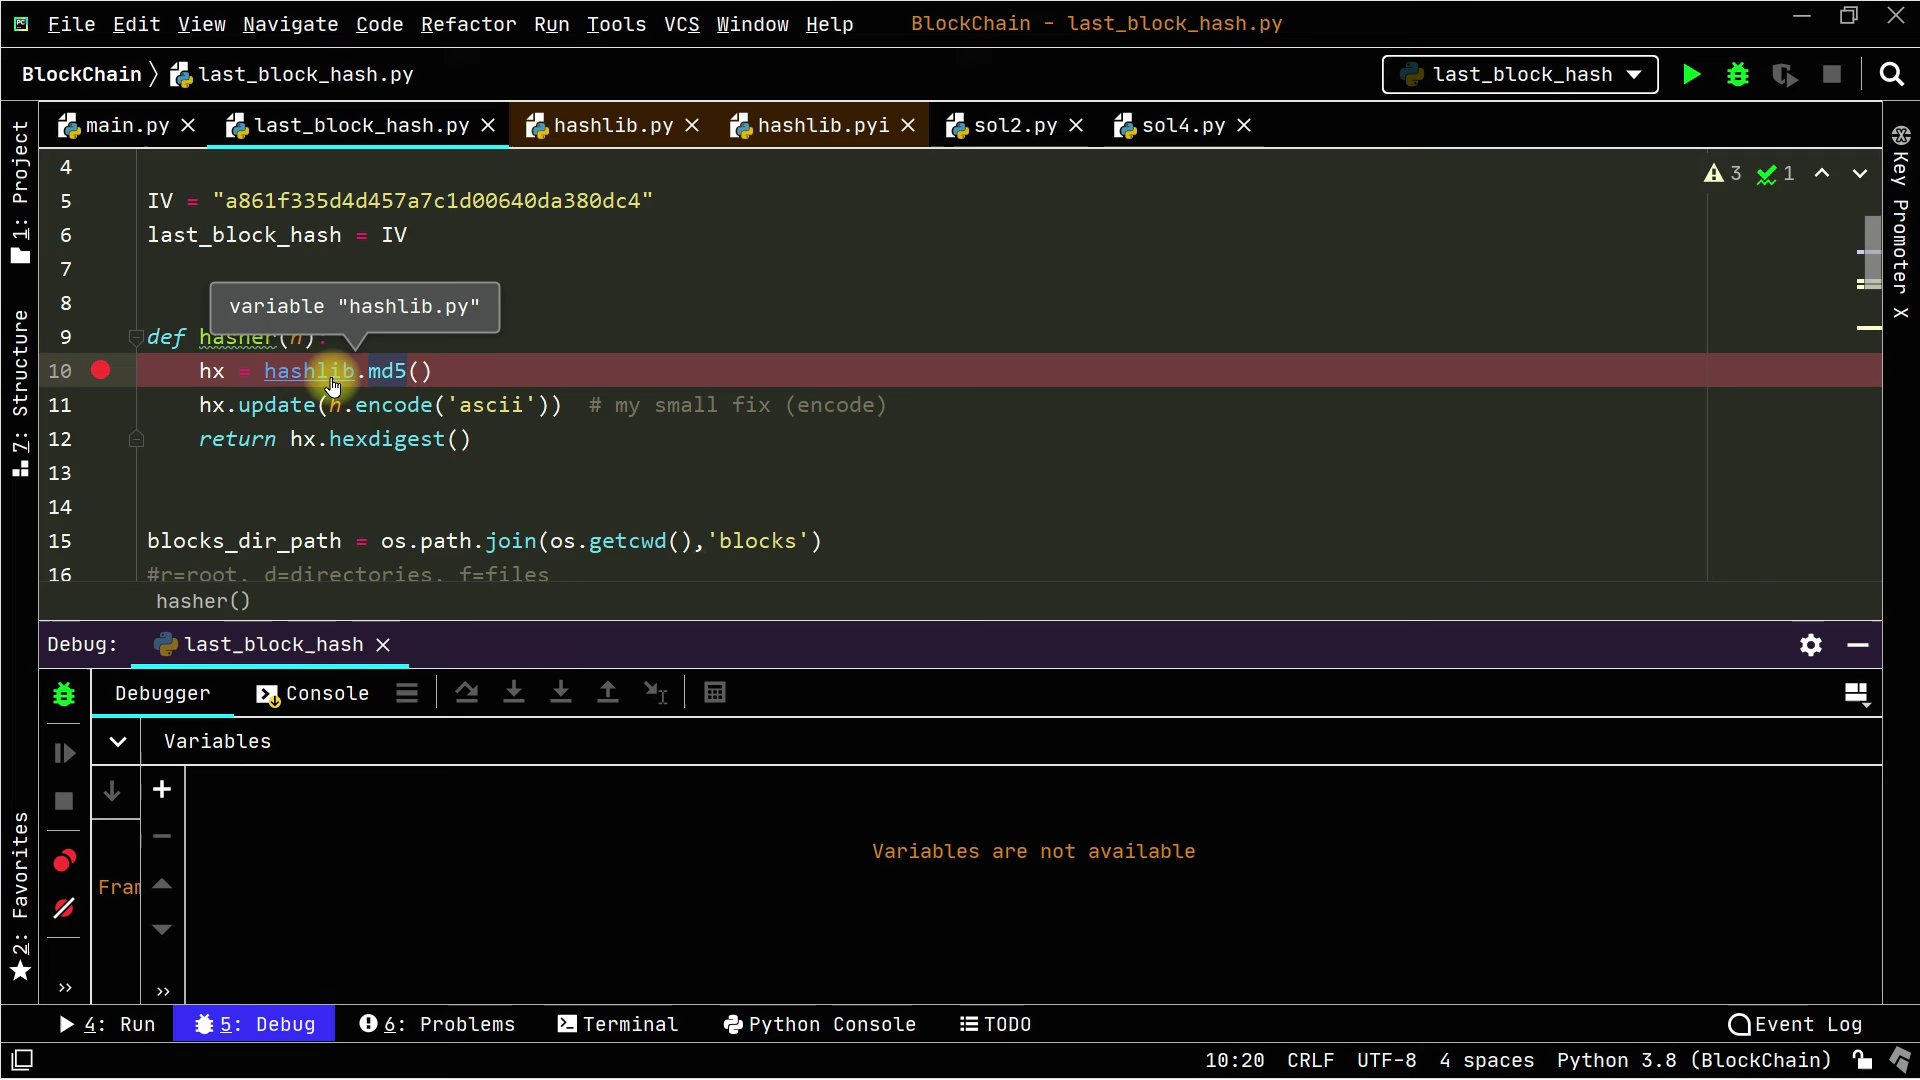 File Edit View Navigate Code Refactor Run Tools VCS Window Help BlockChain - last_block_hash.py
BlockChain last_block_hash.py last_block_hash
main.py last_block_hash.py hashlib.py hashlib.pyi sol2.py sol4.py
1: Project
7: Structure
2: Favorites
Key Promoter X
3 1
4
5 IV = "a861f335d4d457a7c1d00640da380dc4"
6 last_block_hash = IV
7
8
variable "hashlib.py"
9 def hasher(h):
10 hx = hashlib.md5()
11 hx.update(h.encode('ascii')) # my small fix (encode)
12 return hx.hexdigest()
13
14
15 blocks_dir_path = os.path.join(os.getcwd(),'blocks')
16 #r=root, d=directories, f=files
hasher()
Debug: last_block_hash
Debugger Console
Variables
Variables are not available
Fram
4: Run 5: Debug 6: Problems Terminal Python Console TODO Event Log
10:20 CRLF UTF-8 4 spaces Python 3.8 (BlockChain)